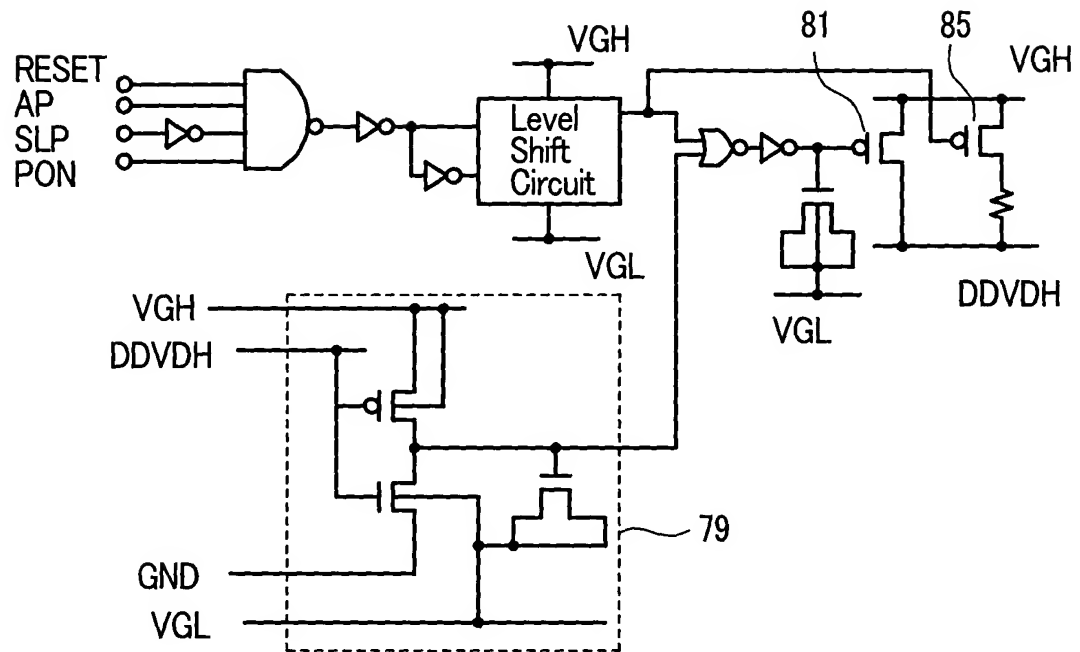 81
85
VGH
VGH
RESET
AP
SLP
PON
Level
Shift
Circuit
VGL
DDVDH
VGL
VGH
DDVDH
79
GND
VGL